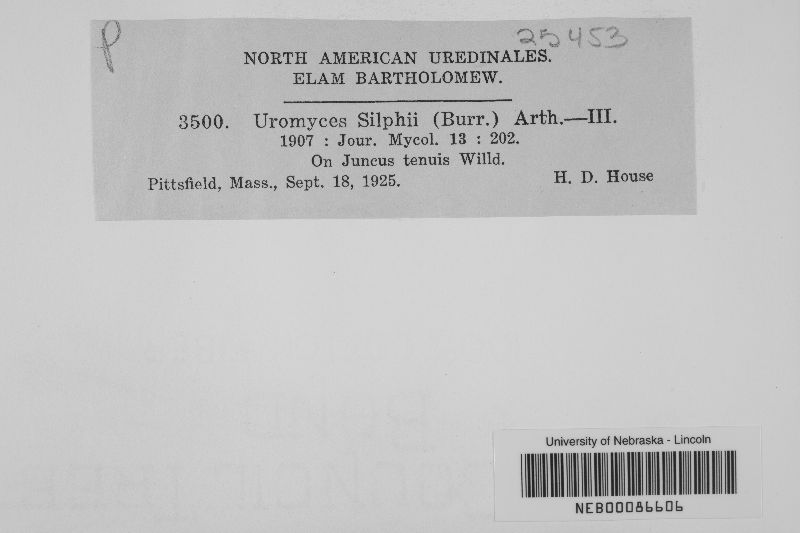 P
25453
NORTH AMERICAN UREDINALES.
ELAM BARTHOLOMEW.
3500. Uromyces Silphii (Burr.) Arth.—III.
1907 : Jour. Mycol. 13 : 202.
On Juncus tenuis Willd.
Pittsfield, Mass., Sept. 18, 1925. H. D. House
University of Nebraska - Lincoln
NEB00086606